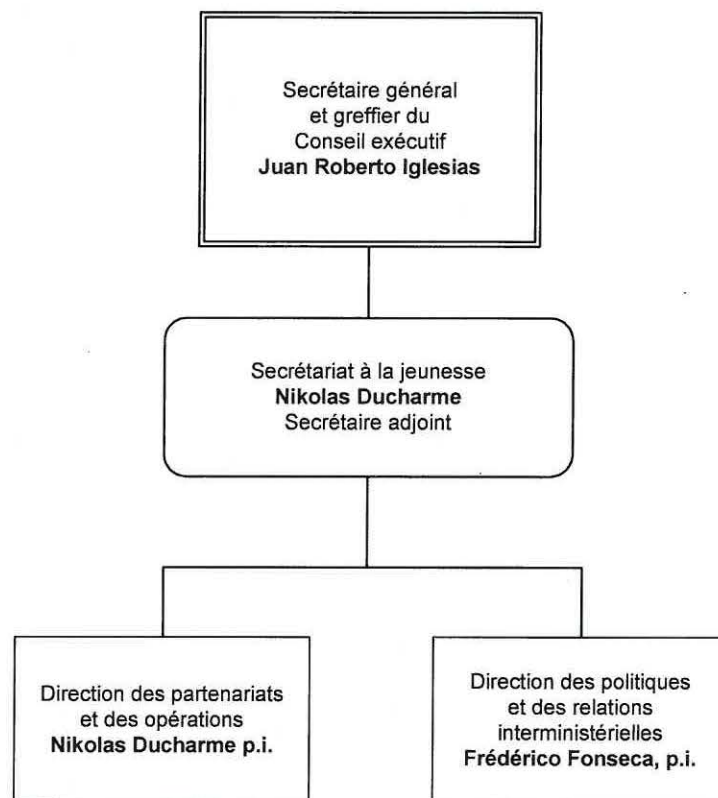 Secrétaire général
et greffier du
Conseil exécutif
Juan Roberto Iglesias
Secrétariat à la jeunesse
Nikolas Ducharme
Secrétaire adjoint
Direction des partenariats
et des opérations
Nikolas Ducharme p.i.
Direction des politiques
et des relations
interministérielles
Frédérico Fonseca, p.i.